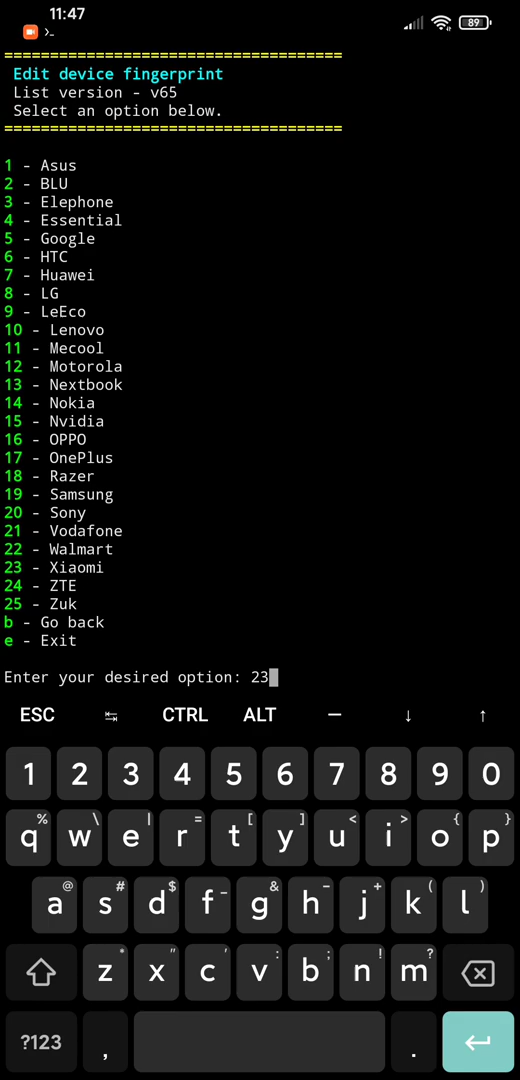 11:47
89
=====================================
Edit device fingerprint
List version - v65
Select an option below.
=====================================
1 - Asus
2 - BLU
3 - Elephone
4 - Essential
5 - Google
6 - HTC
7 - Huawei
8 - LG
9 - LeEco
10 - Lenovo
11 - Mecool
12 - Motorola
13 - Nextbook
14 - Nokia
15 - Nvidia
16 - OPPO
17 - OnePlus
18 - Razer
19 - Samsung
20 - Sony
21 - Vodafone
22 - Walmart
23 - Xiaomi
24 - ZTE
25 - Zuk
b - Go back
e - Exit
Enter your desired option: 23
ESC ↹ CTRL ALT — ↓ ↑
1 2 3 4 5 6 7 8 9 0
% \ | = [ ] < > { }
q w e r t y u i o p
@ # $ _ & - + ( )
a s d f g h j k l
* " ' : ; ! ?
z x c v b n m
?123 , .